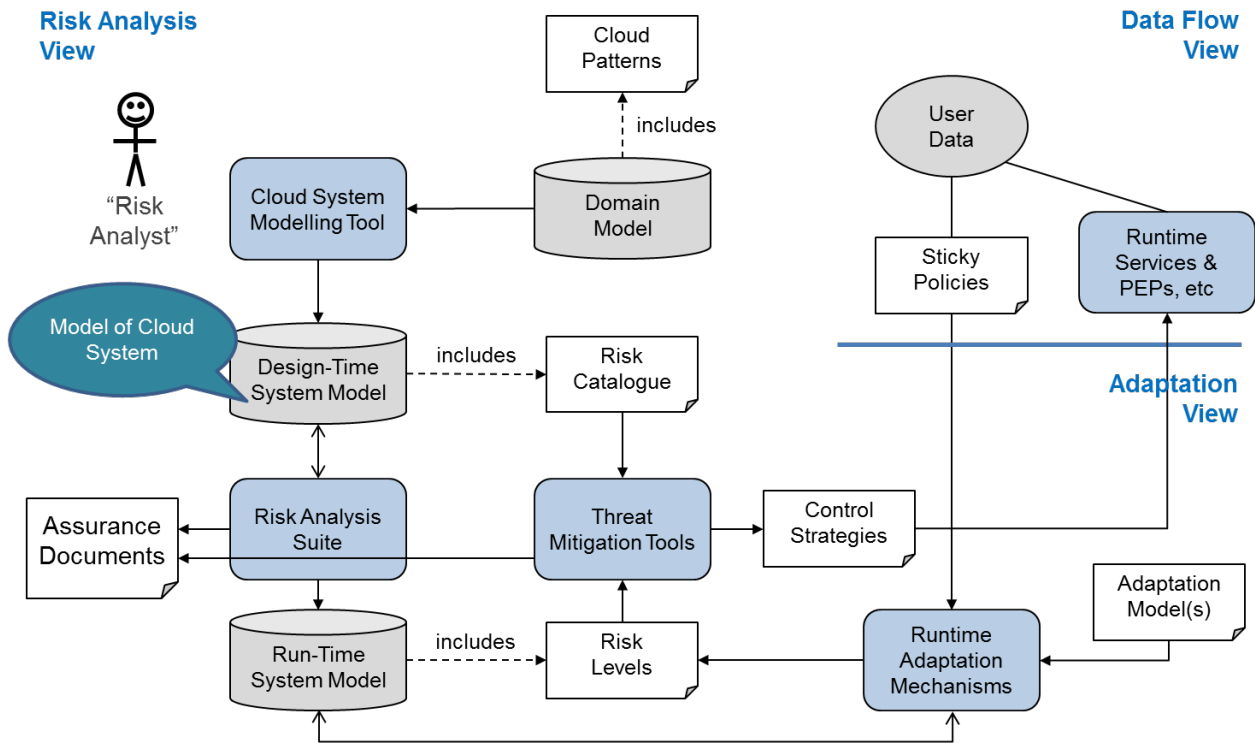 Risk Analysis
View
Cloud
Patterns
Data Flow
View
includes
User
Data
“Risk
Analyst”
Cloud System
Modelling Tool
Domain
Model
Sticky
Policies
Runtime
Services &
PEPs, etc
Model of Cloud
System
Design-Time
System Model
includes
Risk
Catalogue
Adaptation
View
Assurance
Documents
Risk Analysis
Suite
Threat
Mitigation Tools
Control
Strategies
Adaptation
Model(s)
Run-Time
System Model
includes
Risk
Levels
Runtime
Adaptation
Mechanisms